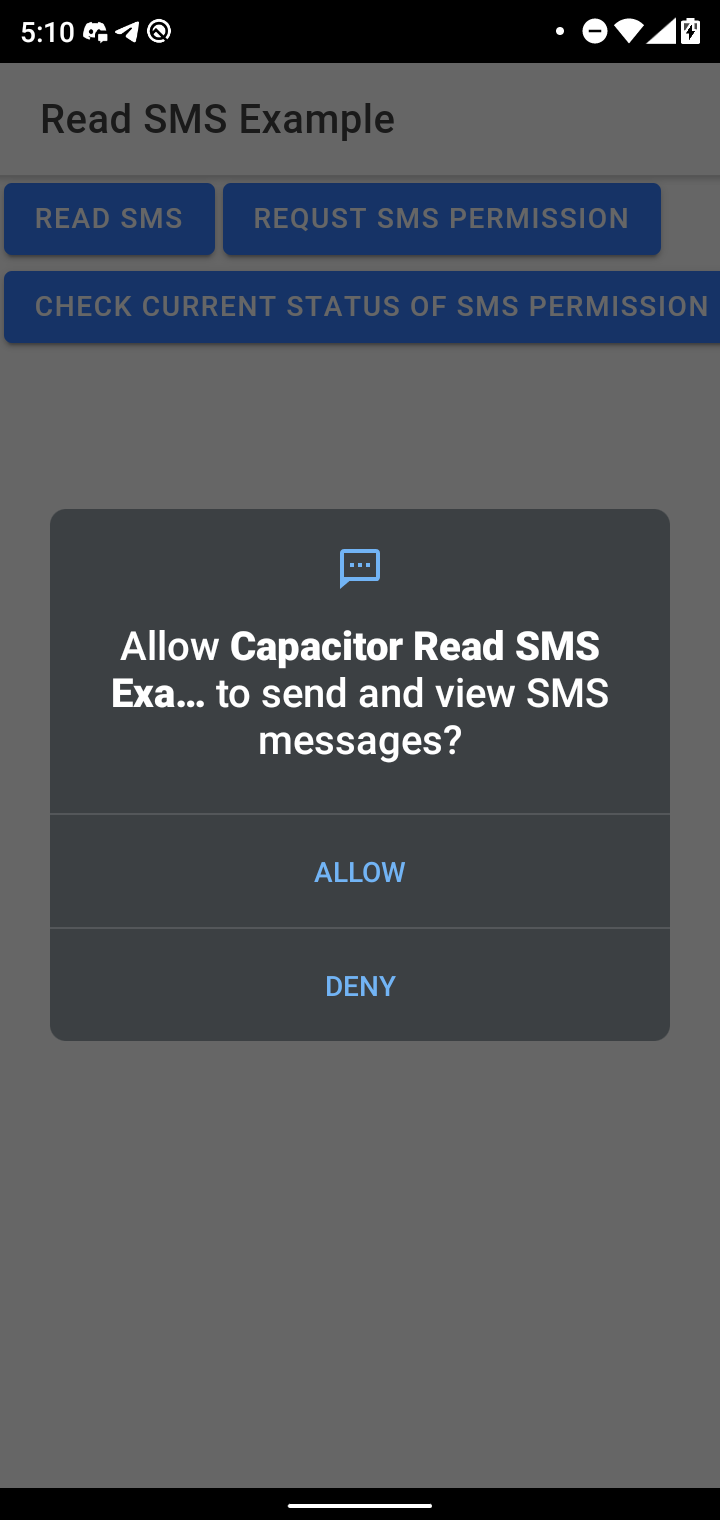 5:10
Read SMS Example
READ SMS
REQUST SMS PERMISSION
CHECK CURRENT STATUS OF SMS PERMISSION
Allow Capacitor Read SMS
Exa... to send and view SMS
messages?
ALLOW
DENY